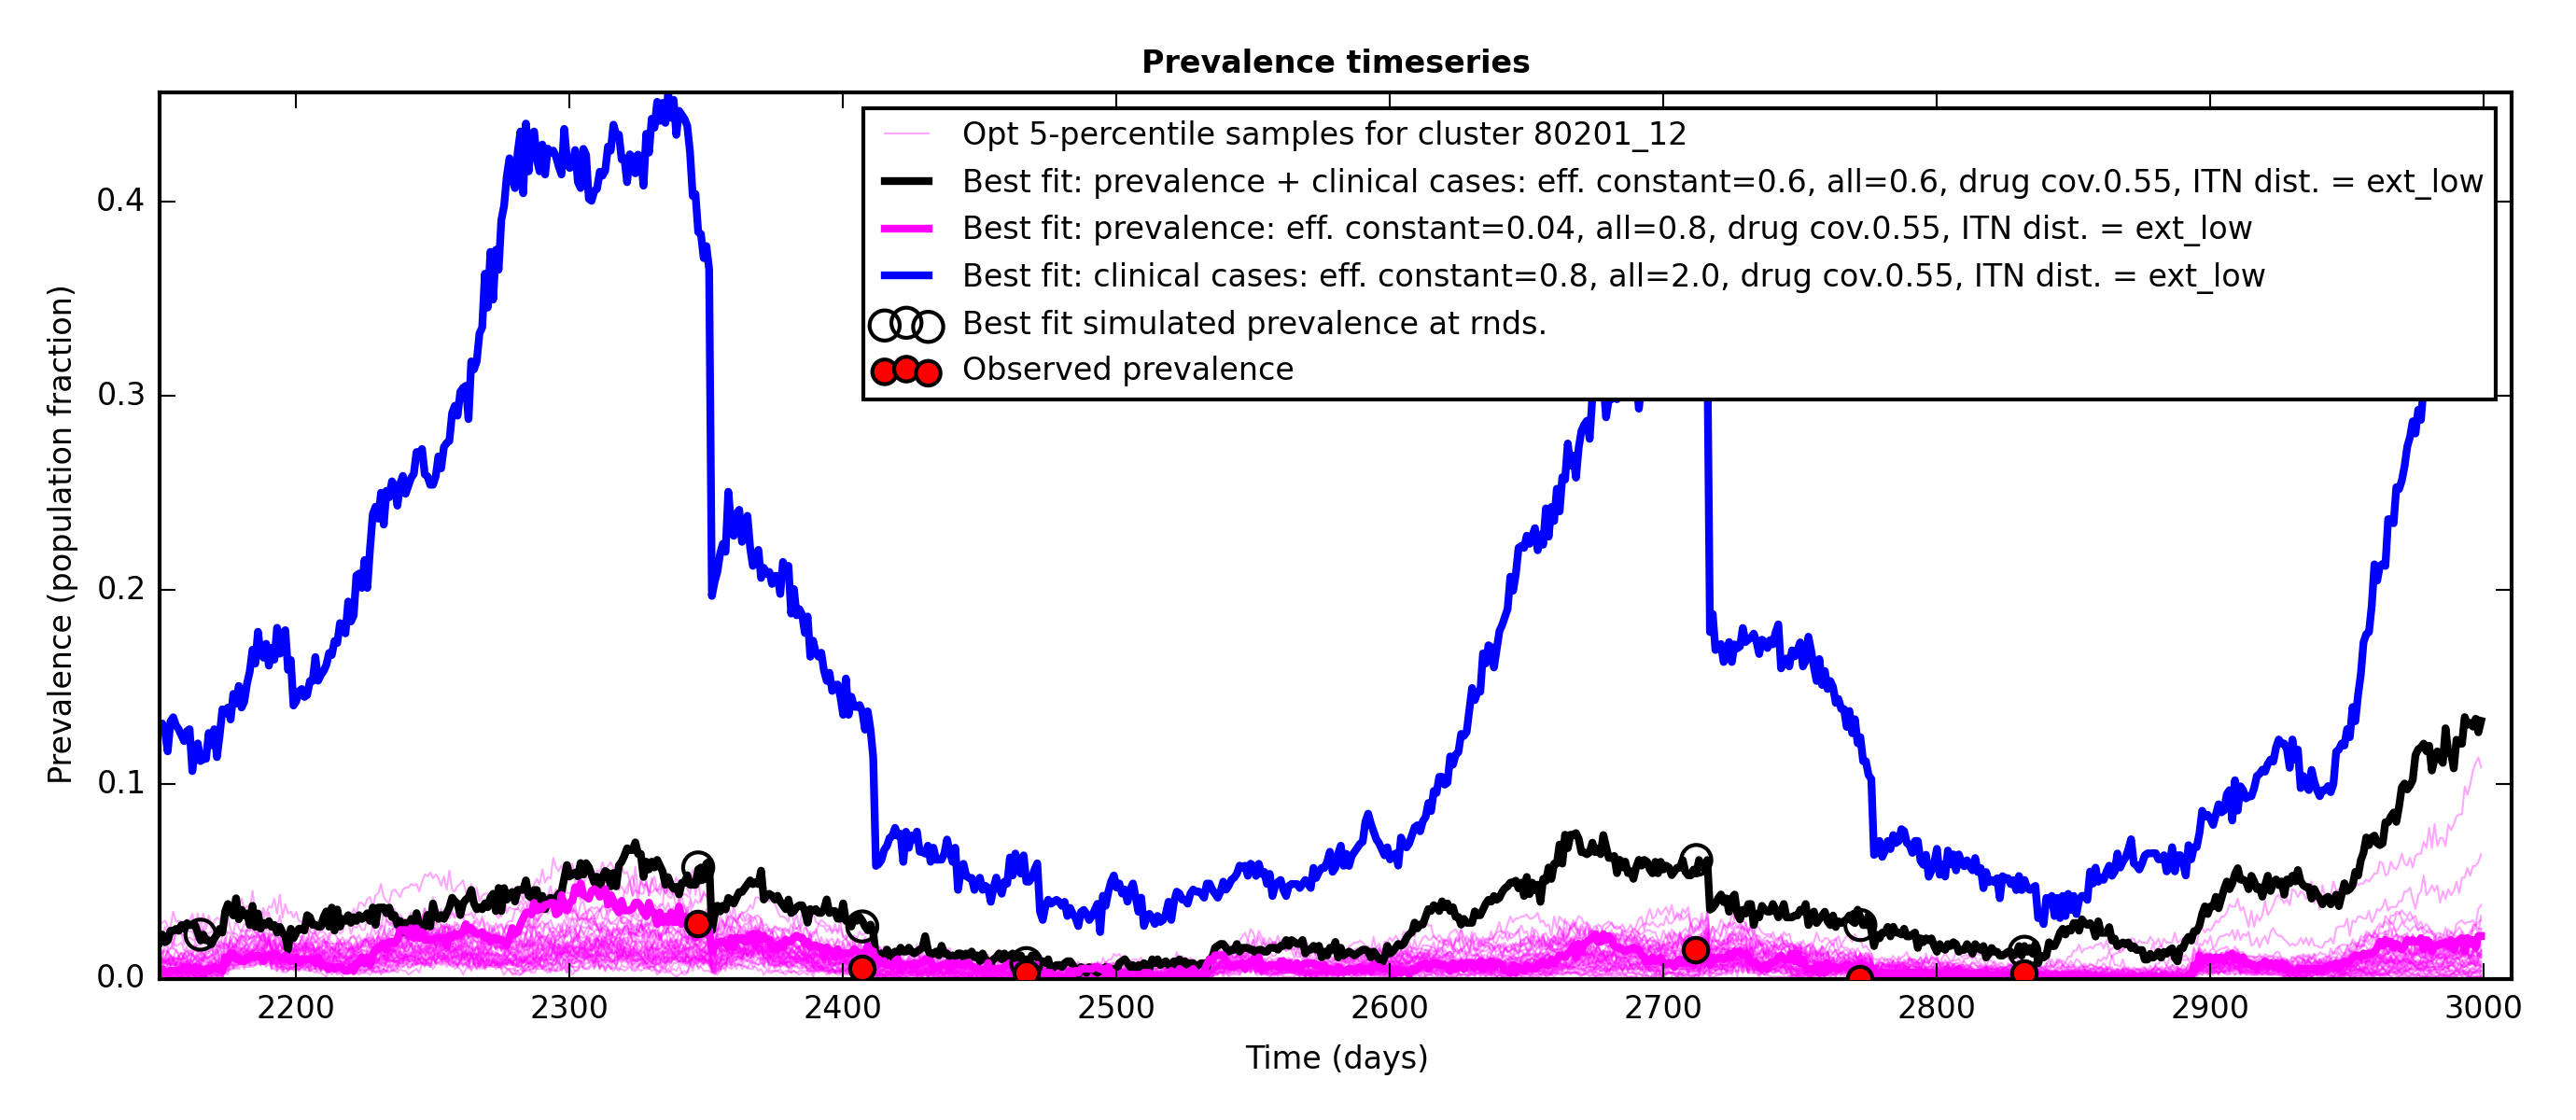 Prevalence timeseries
Opt 5-percentile samples for cluster 80201_12
Best fit: prevalence + clinical cases: eff. constant=0.6, all=0.6, drug cov.0.55, ITN dist. = ext_low
Best fit: prevalence: eff. constant=0.04, all=0.8, drug cov.0.55, ITN dist. = ext_low
Best fit: clinical cases: eff. constant=0.8, all=2.0, drug cov.0.55, ITN dist. = ext_low
Best fit simulated prevalence at rnds.
Observed prevalence
Prevalence (population fraction)
0.4
0.3
0.2
0.1
0.0
2200 2300 2400 2500 2600 2700 2800 2900 3000
Time (days)